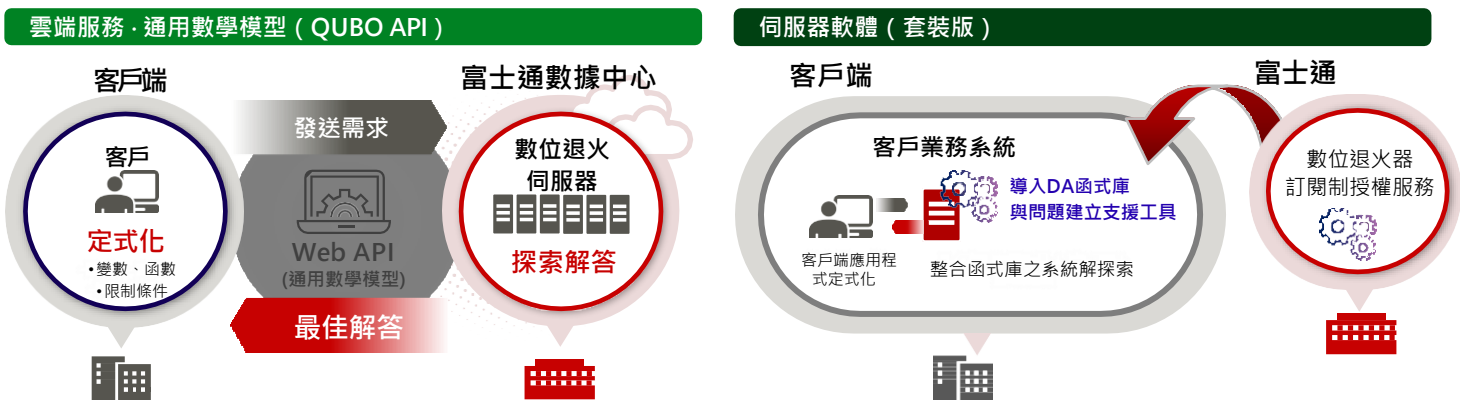 雲端服務 · 通用數學模型（QUBO API）
客戶端
富士通數據中心
發送需求
客戶
定式化
•變數、函數
•限制條件
Web API
(通用數學模型)
數位退火
伺服器
探索解答
最佳解答
伺服器軟體（套裝版）
客戶端
富士通
客戶業務系統
導入DA函式庫
與問題建立支援工具
客戶端應用程
式定式化
整合函式庫之系統解探索
數位退火器
訂閱制授權服務